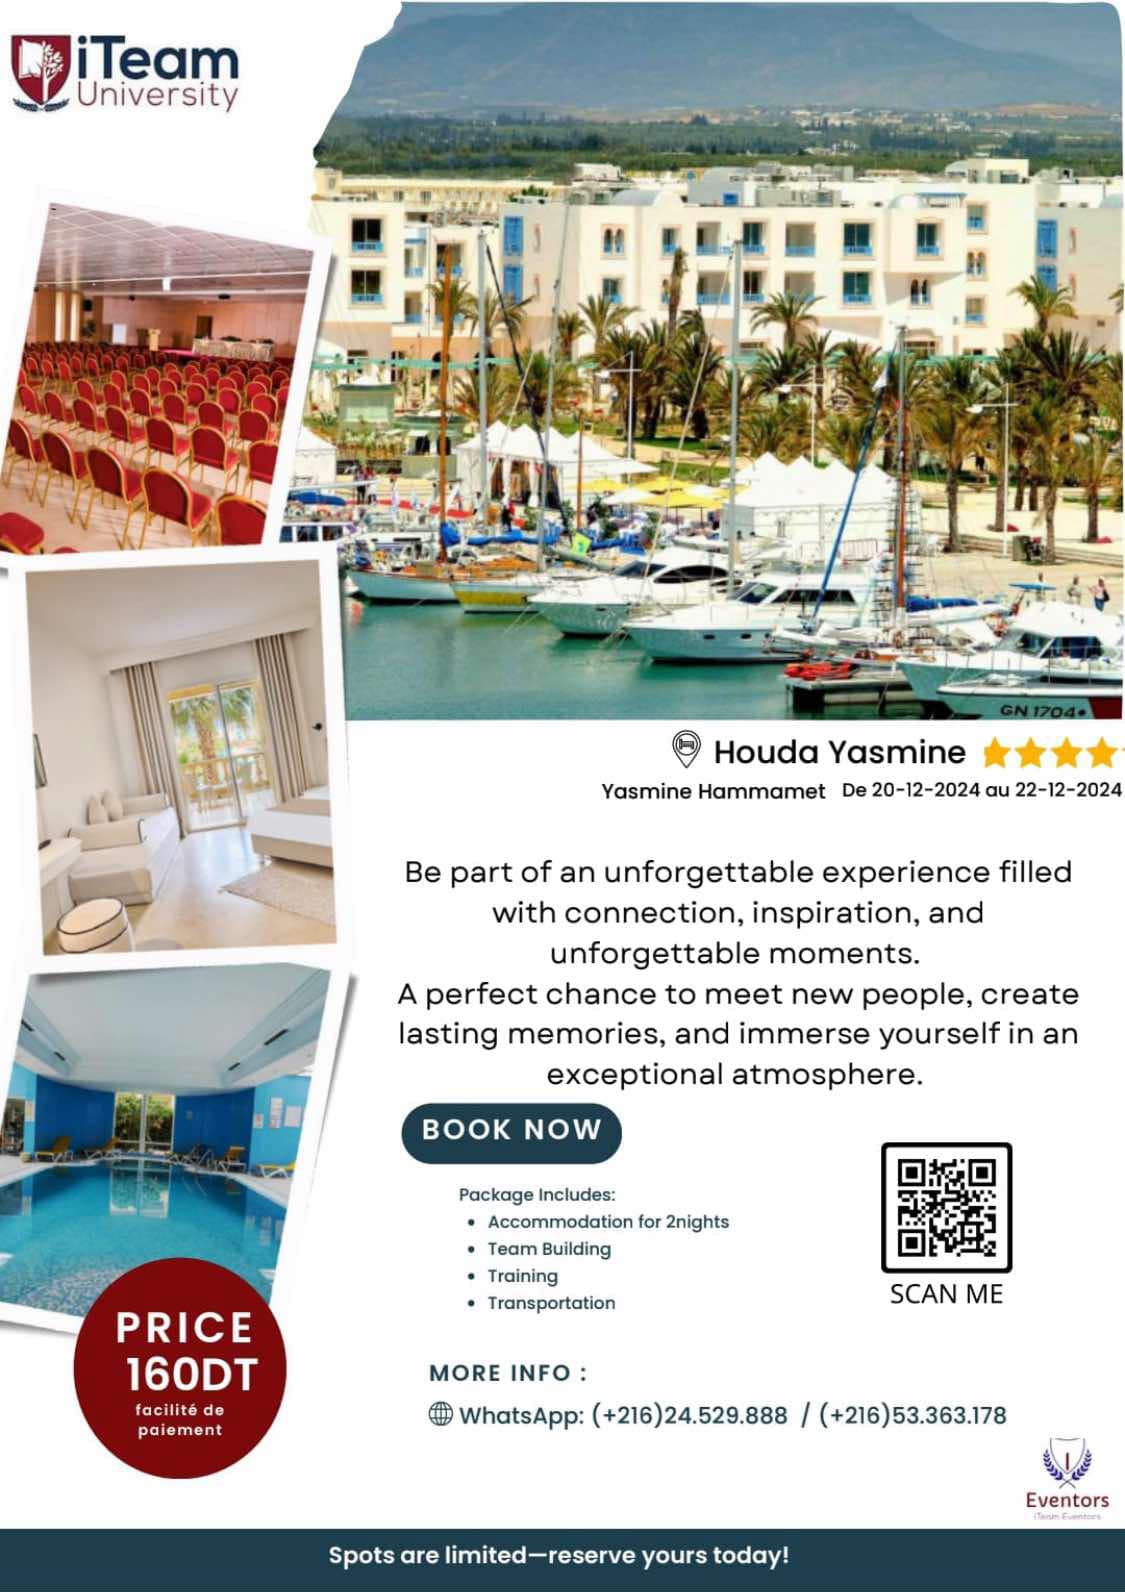 iTeam
University
GN 1704
Houda Yasmine
Yasmine Hammamet De 20-12-2024 au 22-12-2024
Be part of an unforgettable experience filled
with connection, inspiration, and
unforgettable moments.
A perfect chance to meet new people, create
lasting memories, and immerse yourself in an
exceptional atmosphere.
BOOK NOW
Package Includes:
• Accommodation for 2nights
• Team Building
• Training
• Transportation
SCAN ME
PRICE
160DT
facilité de
paiement
MORE INFO :
WhatsApp: (+216)24.529.888 / (+216)53.363.178
I
Eventors
iTeam Eventors
Spots are limited—reserve yours today!